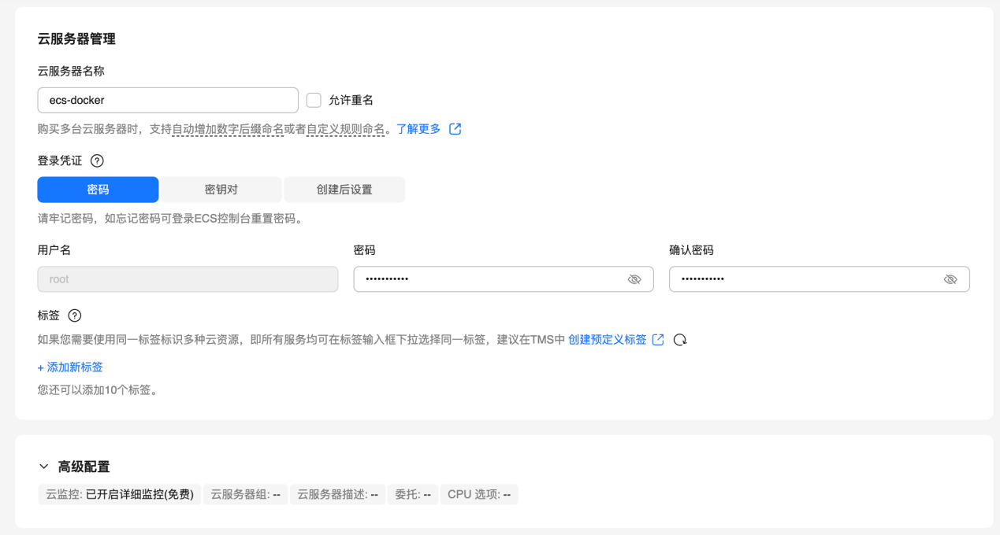 云服务器管理
云服务器名称
ecs-docker 允许重名
购买多台云服务器时，支持自动增加数字后缀命名或者自定义规则命名。了解更多
登录凭证 ?
密码 密钥对 创建后设置
请牢记密码，如忘记密码可登录ECS控制台重置密码。
用户名 密码 确认密码
root ••••••••••• •••••••••••
标签 ?
如果您需要使用同一标签标识多种云资源，即所有服务均可在标签输入框下拉选择同一标签，建议在TMS中 创建预定义标签
+ 添加新标签
您还可以添加10个标签。
高级配置
云监控: 已开启详细监控(免费) 云服务器组: -- 云服务器描述: -- 委托: -- CPU 选项: --